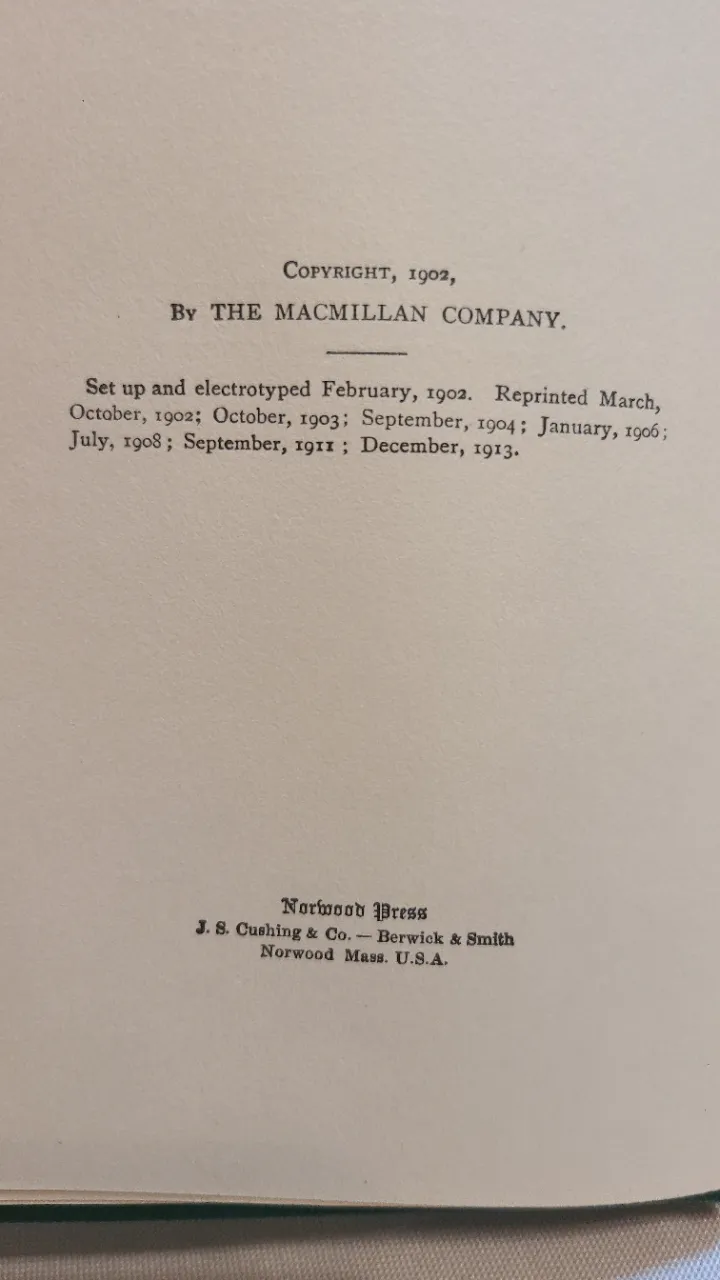 COPYRIGHT, 1902,
BY THE MACMILLAN COMPANY.
Set up and electrotyped February, 1902. Reprinted March,
October, 1902; October, 1903; September, 1904; January, 1906;
July, 1908; September, 1911; December, 1913.
Norwood Press
J. S. Cushing & Co. — Berwick & Smith
Norwood Mass. U.S.A.